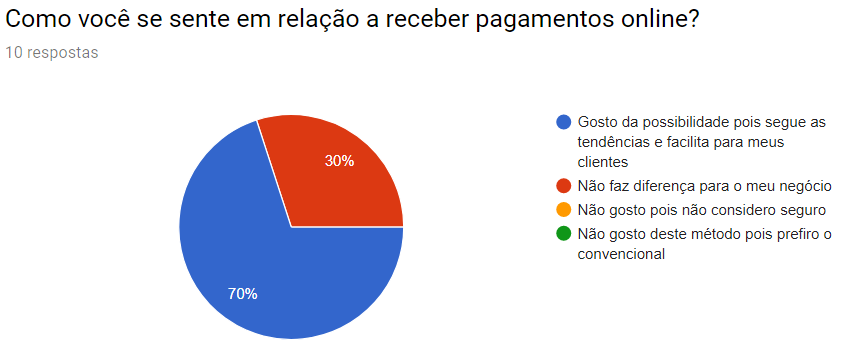 Como você se sente em relação a receber pagamentos online?
10 respostas
30%
70%
Gosto da possibilidade pois segue as
tendências e facilita para meus
clientes
Não faz diferença para o meu negócio
Não gosto pois não considero seguro
Não gosto deste método pois prefiro o
convencional